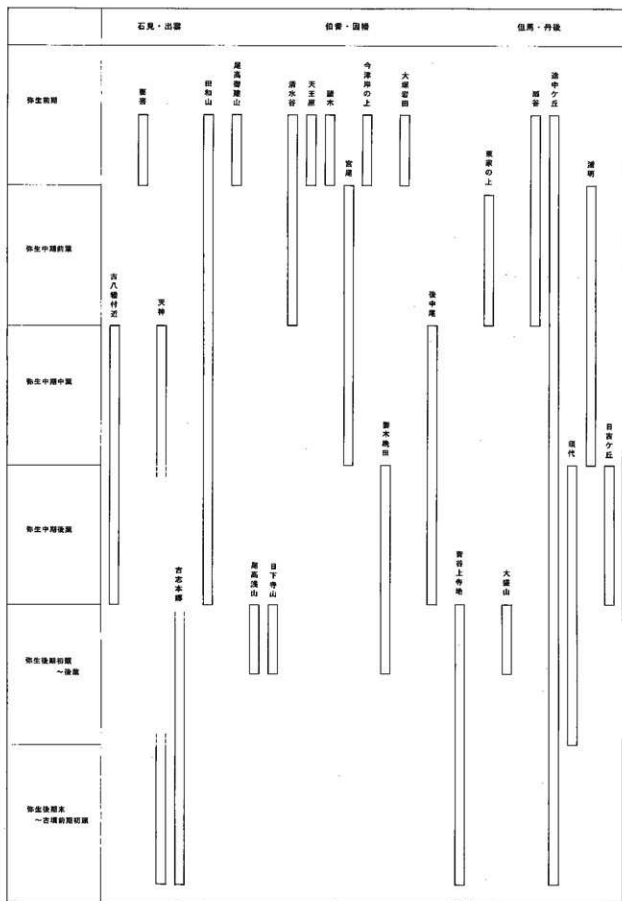 石見・出雲
伯耆・因幡
但馬・丹後
弥生前期
弥生中期前葉
弥生中期中葉
弥生中期後葉
弥生後期初頭
～後葉
弥生後期末
～古墳前期初頭
古八幡付近
天神
古志本郷
田和山
尾高御建山
尾高浅山
日下寺山
清水谷
天王原
諸木
宮尾
今津岸の上
妻木晩田
大塚岩田
後中尾
青谷上寺地
東家の上
大盛山
扇谷
途中ケ丘
須代
浦明
日吉ケ丘